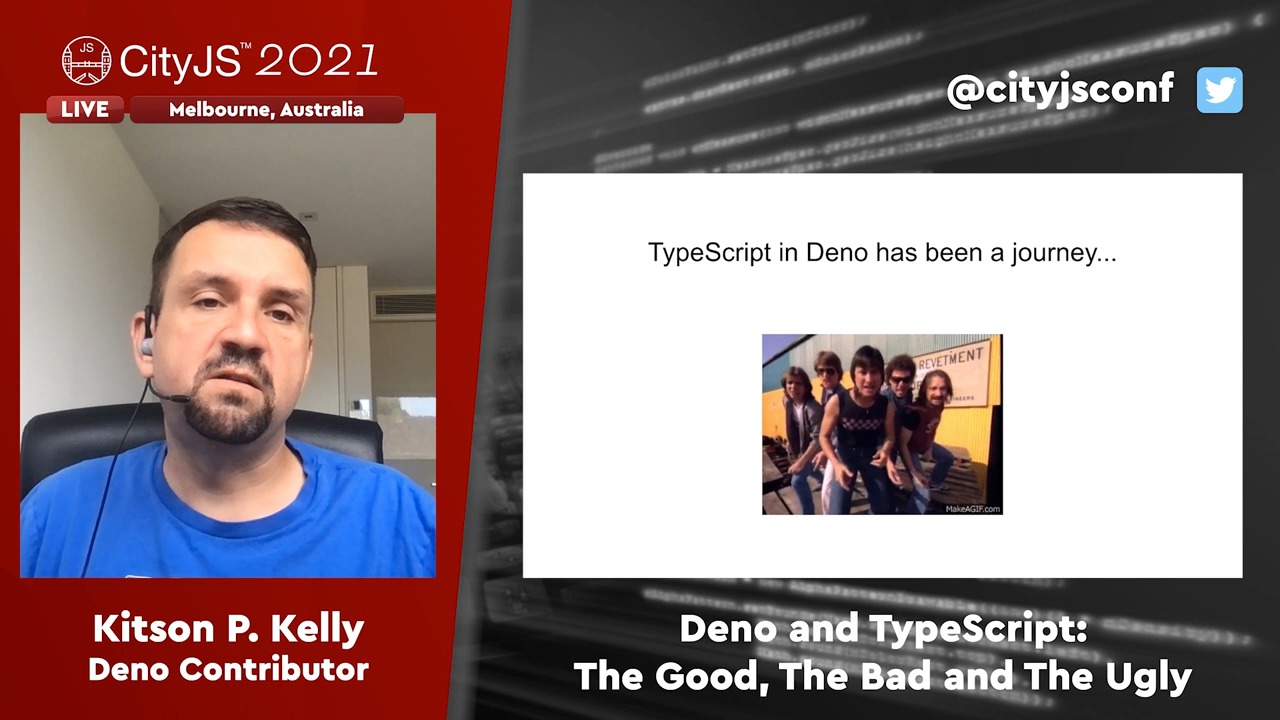 JS
CityJS™ 2021
LIVE
Melbourne, Australia
@cityjsconf
TypeScript in Deno has been a journey...
REVETMENT
MakeAGIF.com
Kitson P. Kelly
Deno Contributor
Deno and TypeScript:
The Good, The Bad and The Ugly